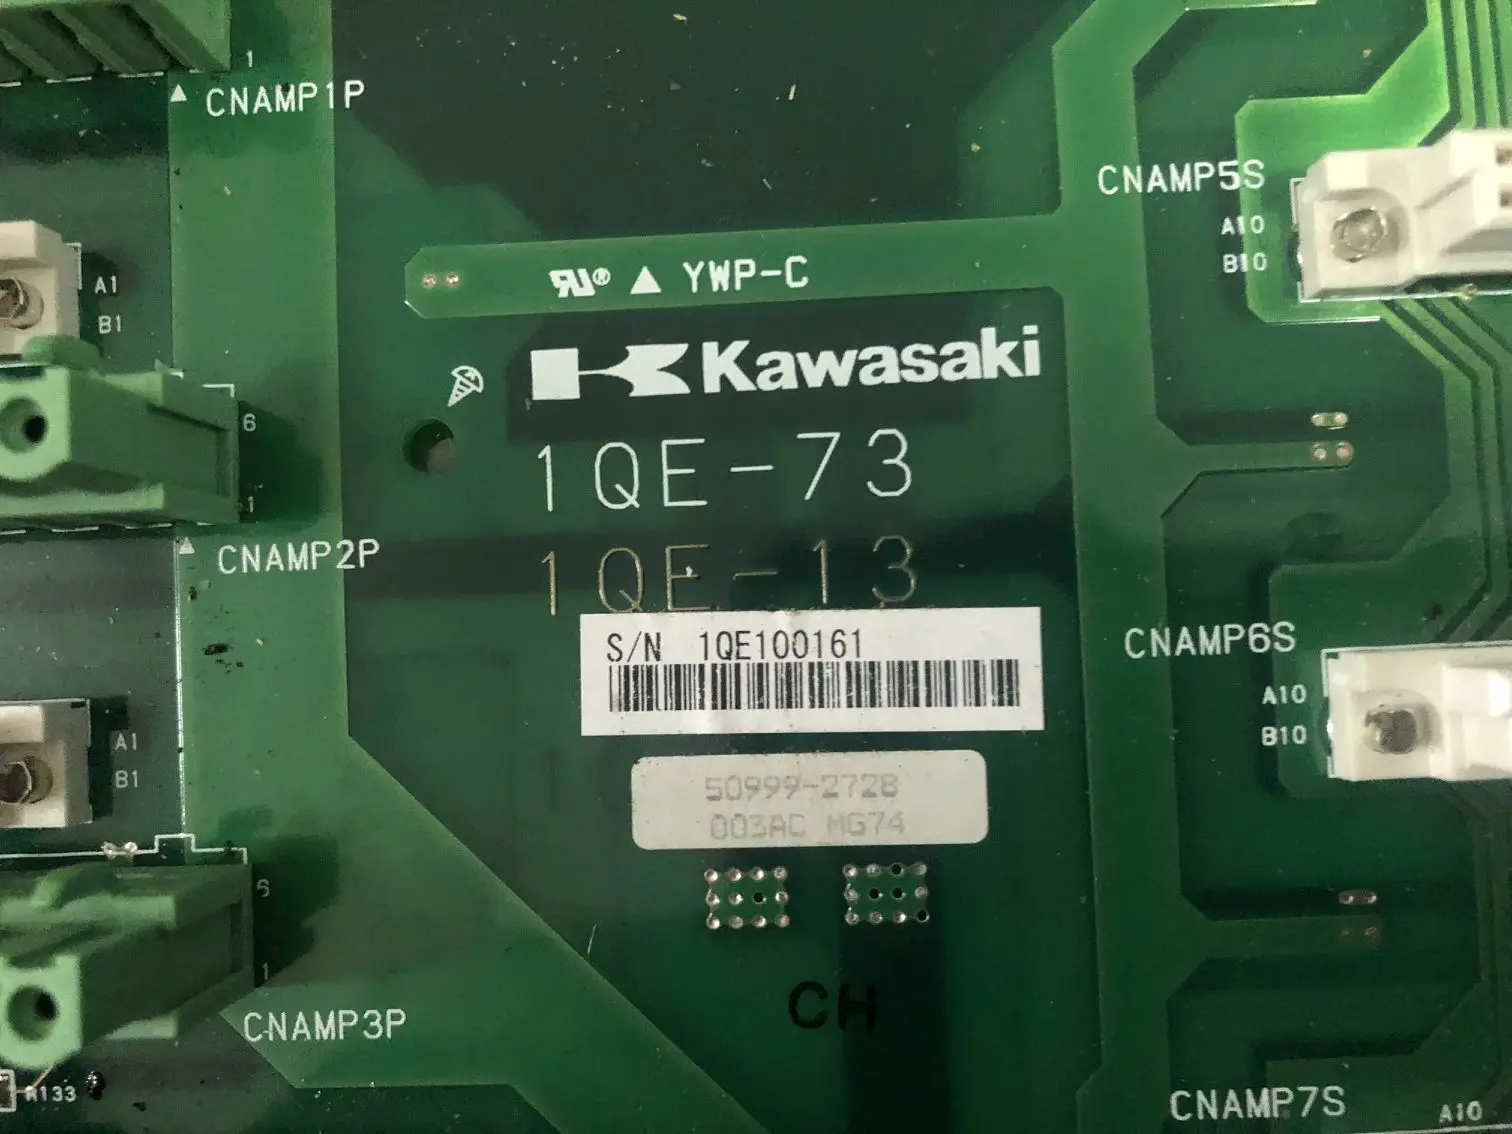 1
CNAMP1P
CNAMP5S
A10
B10
A1
B1
YWP-C
Kawasaki
6
1QE-73
1
CNAMP2P
1QE-13
S/N 1QE100161
CNAMP6S
A10
B10
A1
B1
50999-2728
003AC MG74
6
1
CH
CNAMP3P
R133
CNAMP7S
A10